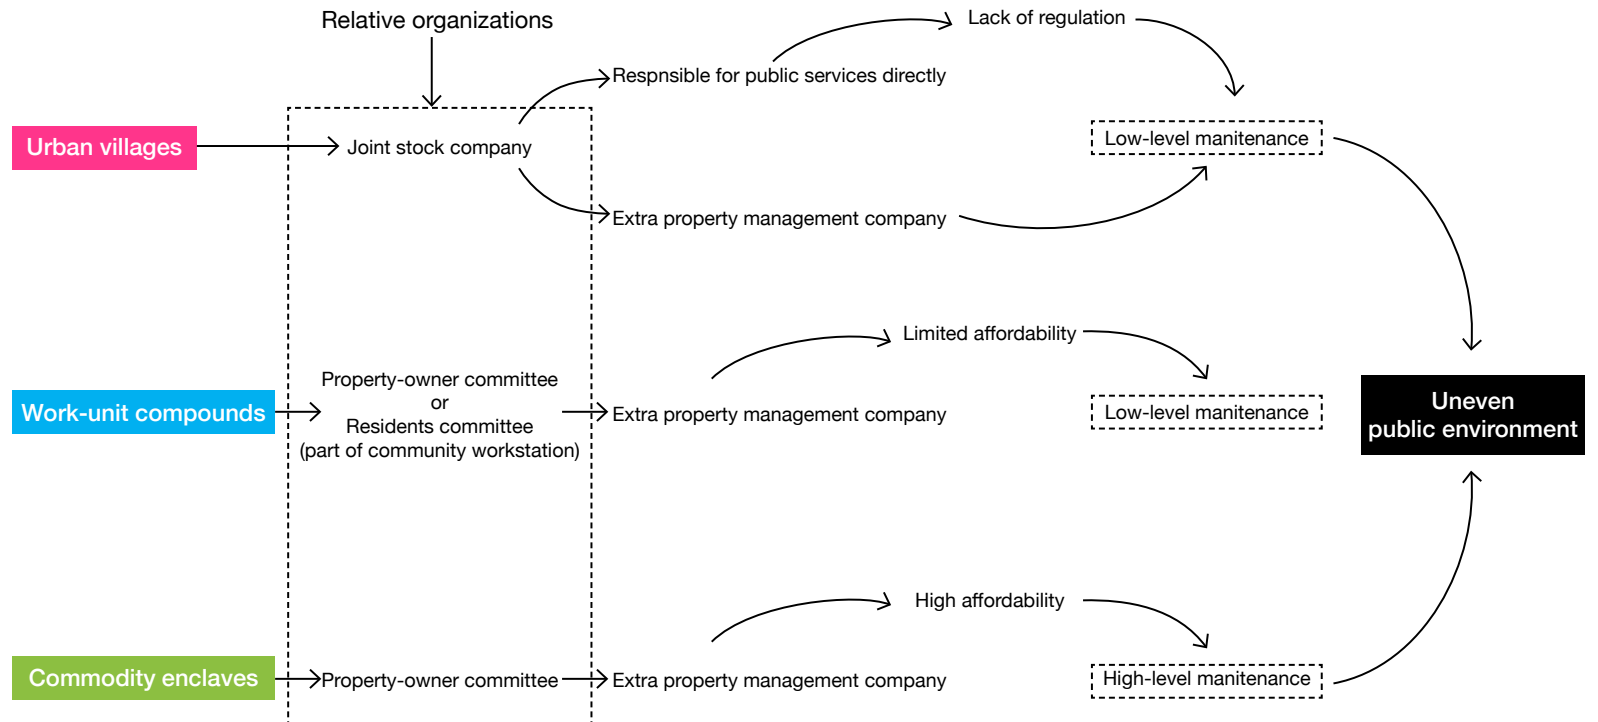 Relative organizations
Lack of regulation
Respnsible for public services directly
Urban villages
Joint stock company
Low-level manitenance
Extra property management company
Limited affordability
Work-unit compounds
Property-owner committee
or
Residents committee
(part of community workstation)
Extra property management company
Low-level manitenance
Uneven
public environment
High affordability
Commodity enclaves
Property-owner committee
Extra property management company
High-level manitenance